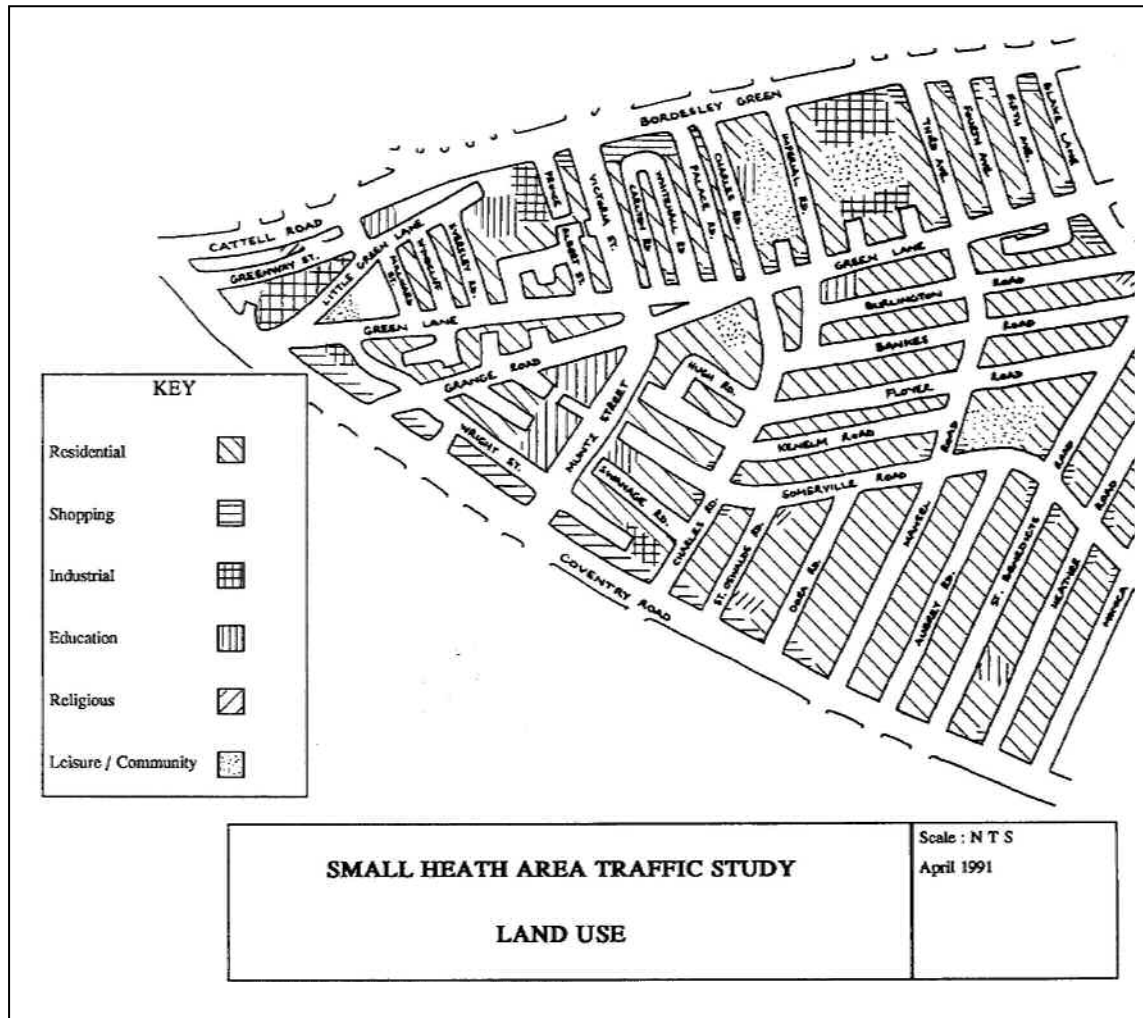 BORDESLEY GREEN
CATTELL ROAD
GREENWAY ST.
LITTLE GREEN LANE
WYNDCLIFF
EVERSLEY RD.
PRINCE
ALBERT ST.
VICTORIA ST.
CARLTON RD
WHITEHALL RD
PALACE RD.
CHARLES RD.
IMPERIAL RD.
THIRD AVE.
FOURTH AVE.
FIFTH AVE.
BLAKE LANE
GREEN LANE
GREEN LANE
GRANGE ROAD
WRIGHT ST.
MUNTZ STREET
HUGH RD.
SWANAGE RD.
BURLINGTON ROAD
BANKES ROAD
FLOYER ROAD
KENELM ROAD
SOMERVILLE ROAD
ROAD
CHARLES RD.
ST. OSWALDS RD.
DORA RD.
MANSEL ROAD
AUBREY RD.
ST. BENEDICTS ROAD
HEATHER ROAD
COVENTRY ROAD
KEY
Residential
Shopping
Industrial
Education
Religious
Leisure / Community
SMALL HEATH AREA TRAFFIC STUDY
LAND USE
Scale : N T S
April 1991